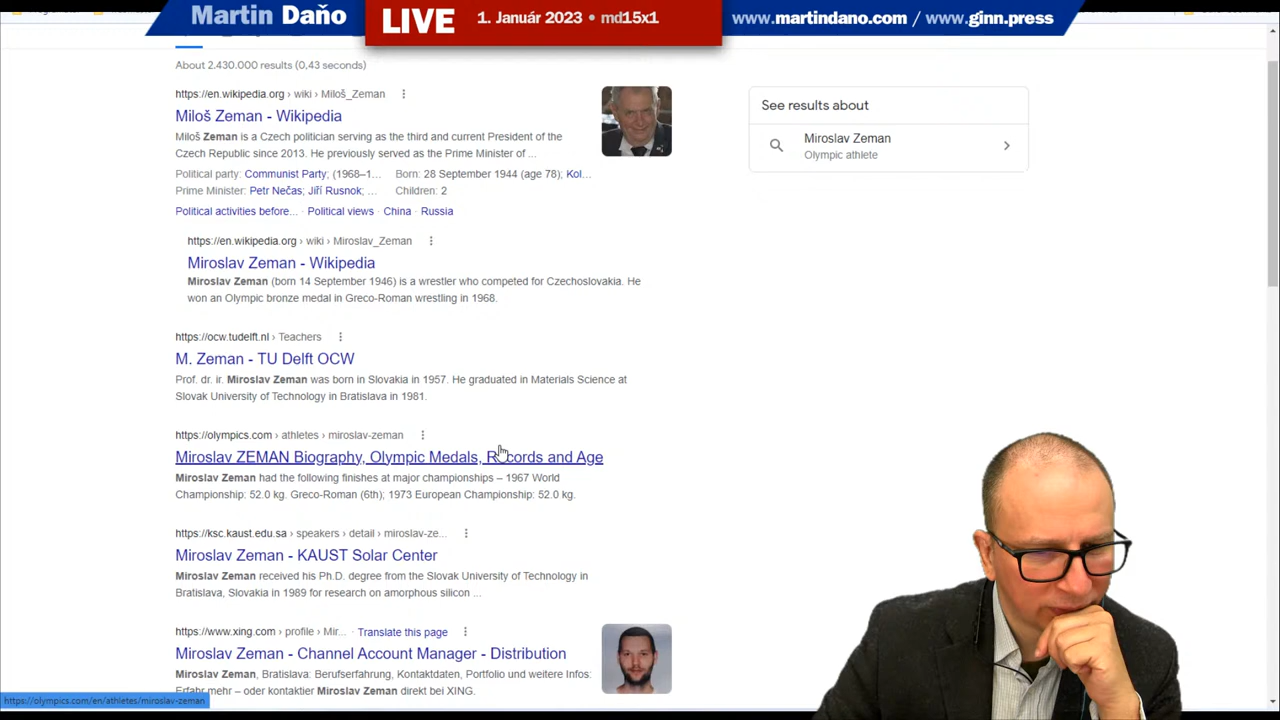 Martin Daňo
LIVE
1. Január 2023 • md15x1
www.martindano.com / www.ginn.press
About 2.430.000 results (0,43 seconds)
https://en.wikipedia.org › wiki › Miloš_Zeman
Miloš Zeman - Wikipedia
Miloš Zeman is a Czech politician serving as the third and current President of the
Czech Republic since 2013. He previously served as the Prime Minister of ...
Political party: Communist Party; (1968–1... Born: 28 September 1944 (age 78); Kol...
Prime Minister: Petr Nečas; Jiří Rusnok; ... Children: 2
Political activities before... · Political views · China · Russia
https://en.wikipedia.org › wiki › Miroslav_Zeman
Miroslav Zeman - Wikipedia
Miroslav Zeman (born 14 September 1946) is a wrestler who competed for Czechoslovakia. He
won an Olympic bronze medal in Greco-Roman wrestling in 1968.
https://ocw.tudelft.nl › Teachers
M. Zeman - TU Delft OCW
Prof. dr. ir. Miroslav Zeman was born in Slovakia in 1957. He graduated in Materials Science at
Slovak University of Technology in Bratislava in 1981.
https://olympics.com › athletes › miroslav-zeman
Miroslav ZEMAN Biography, Olympic Medals, Records and Age
Miroslav Zeman had the following finishes at major championships – 1967 World
Championship: 52.0 kg. Greco-Roman (6th); 1973 European Championship: 52.0 kg.
https://ksc.kaust.edu.sa › speakers › detail › miroslav-ze...
Miroslav Zeman - KAUST Solar Center
Miroslav Zeman received his Ph.D. degree from the Slovak University of Technology in
Bratislava, Slovakia in 1989 for research on amorphous silicon ...
https://www.xing.com › profile › Mir... · Translate this page
Miroslav Zeman - Channel Account Manager - Distribution
Miroslav Zeman, Bratislava: Berufserfahrung, Kontaktdaten, Portfolio und weitere Infos:
Erfahr mehr – oder kontaktier Miroslav Zeman direkt bei XING.
See results about
Miroslav Zeman
Olympic athlete
https://olympics.com/en/athletes/miroslav-zeman